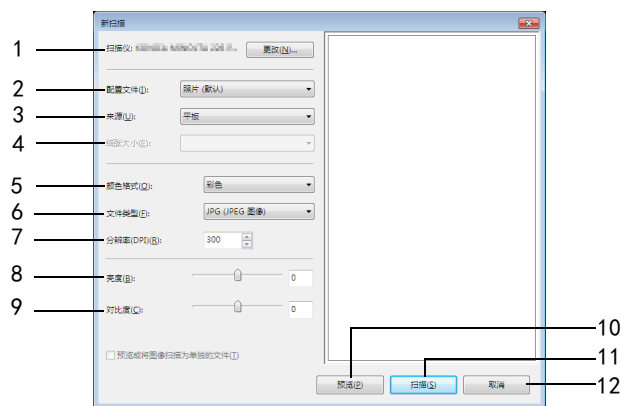 新扫描
1 扫描仪: 更改(N)...
2 配置文件(I): 照片 (默认)
3 来源(U): 平板
4 纸张大小(E):
5 颜色格式(O): 彩色
6 文件类型(F): JPG (JPEG 图像)
7 分辨率(DPI)(R): 300
8 亮度(B): 0
9 对比度(C): 0
10
11
预览或将图像扫描为单独的文件(T)
预览(P) 扫描(S) 取消 12